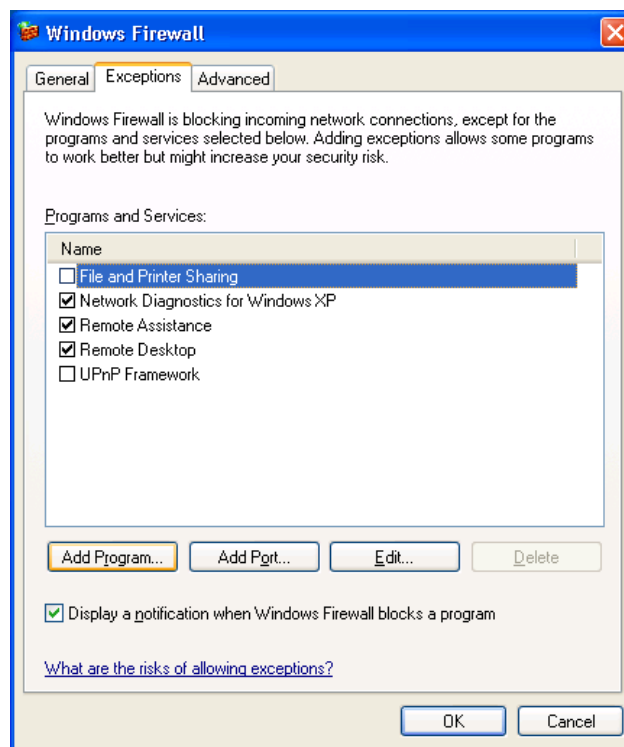 Windows Firewall
General Exceptions Advanced
Windows Firewall is blocking incoming network connections, except for the
programs and services selected below. Adding exceptions allows some programs
to work better but might increase your security risk.
Programs and Services:
Name
File and Printer Sharing
Network Diagnostics for Windows XP
Remote Assistance
Remote Desktop
UPnP Framework
Add Program... Add Port... Edit... Delete
Display a notification when Windows Firewall blocks a program
What are the risks of allowing exceptions?
OK Cancel